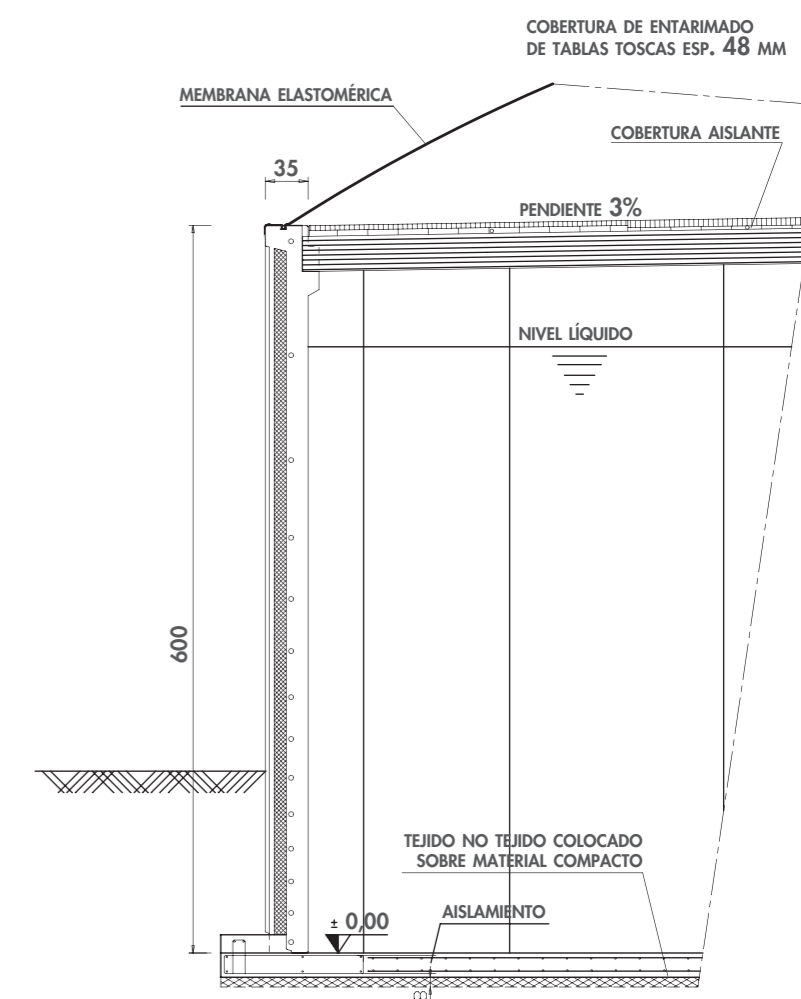 COBERTURA DE ENTARIMADO
DE TABLAS TOSCAS ESP. 48 MM
MEMBRANA ELASTOMÉRICA
COBERTURA AISLANTE
35
PENDIENTE 3%
NIVEL LÍQUIDO
600
TEJIDO NO TEJIDO COLOCADO
SOBRE MATERIAL COMPACTO
AISLAMIENTO
± 0,00
8